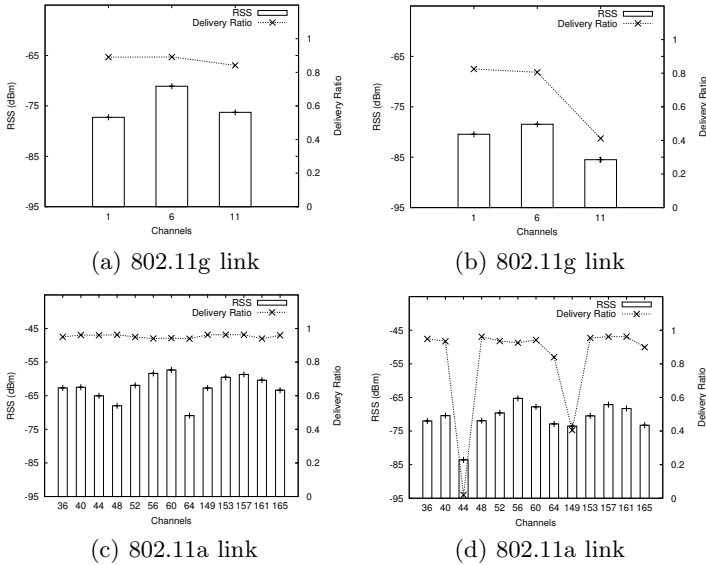 RSS
Delivery Ratio
-65
-75
-85
-95
RSS (dBm)
1
0.8
0.6
0.4
0.2
0
Delivery Ratio
1 6 11
Channels
(a) 802.11g link
RSS
Delivery Ratio
-65
-75
-85
-95
RSS (dBm)
1
0.8
0.6
0.4
0.2
0
Delivery Ratio
1 6 11
Channels
(b) 802.11g link
RSS
Delivery Ratio
-45
-55
-65
-75
-85
-95
RSS (dBm)
1
0.8
0.6
0.4
0.2
0
Delivery Ratio
36 40 44 48 52 56 60 64 149 153 157 161 165
Channels
(c) 802.11a link
RSS
Delivery Ratio
-45
-55
-65
-75
-85
-95
RSS (dBm)
1
0.8
0.6
0.4
0.2
0
Delivery Ratio
36 40 44 48 52 56 60 64 149 153 157 161 165
Channels
(d) 802.11a link